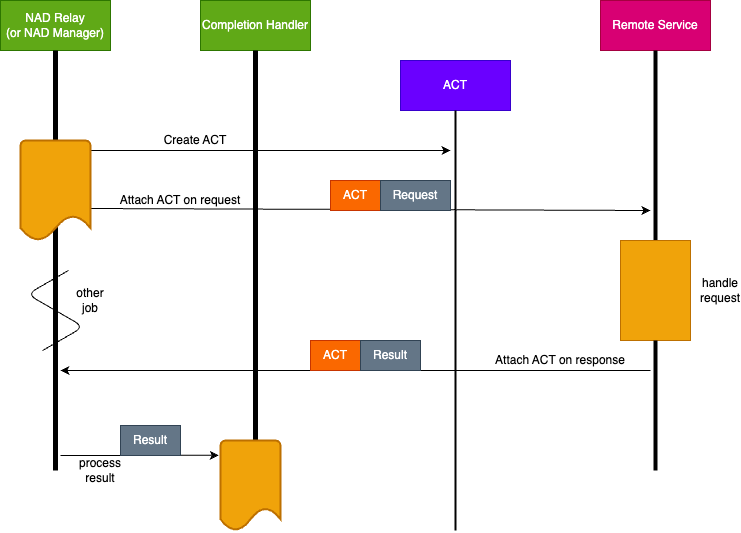 NAD Relay
(or NAD Manager)
Completion Handler
Remote Service
ACT
Create ACT
Attach ACT on request
ACT
Request
other
job
handle
request
ACT
Result
Attach ACT on response
Result
process
result